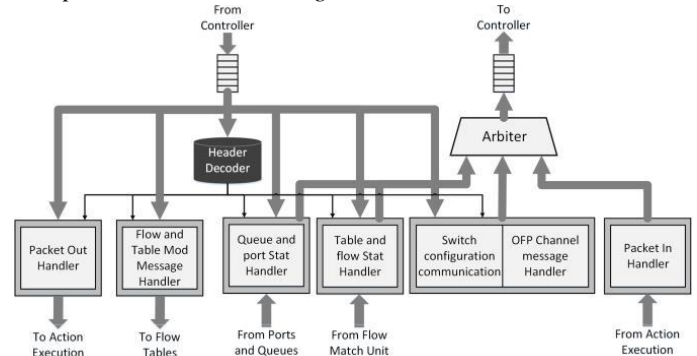 From
Controller
To
Controller
Arbiter
Header
Decoder
Packet Out
Handler
Flow and
Table Mod
Message
Handler
Queue and
port Stat
Handler
Table and
flow Stat
Handler
Switch
configuration
communication
OFP Channel
message
Handler
Packet In
Handler
To Action
Execution
To Flow
Tables
From Ports
and Queues
From Flow
Match Unit
From Action
Execution